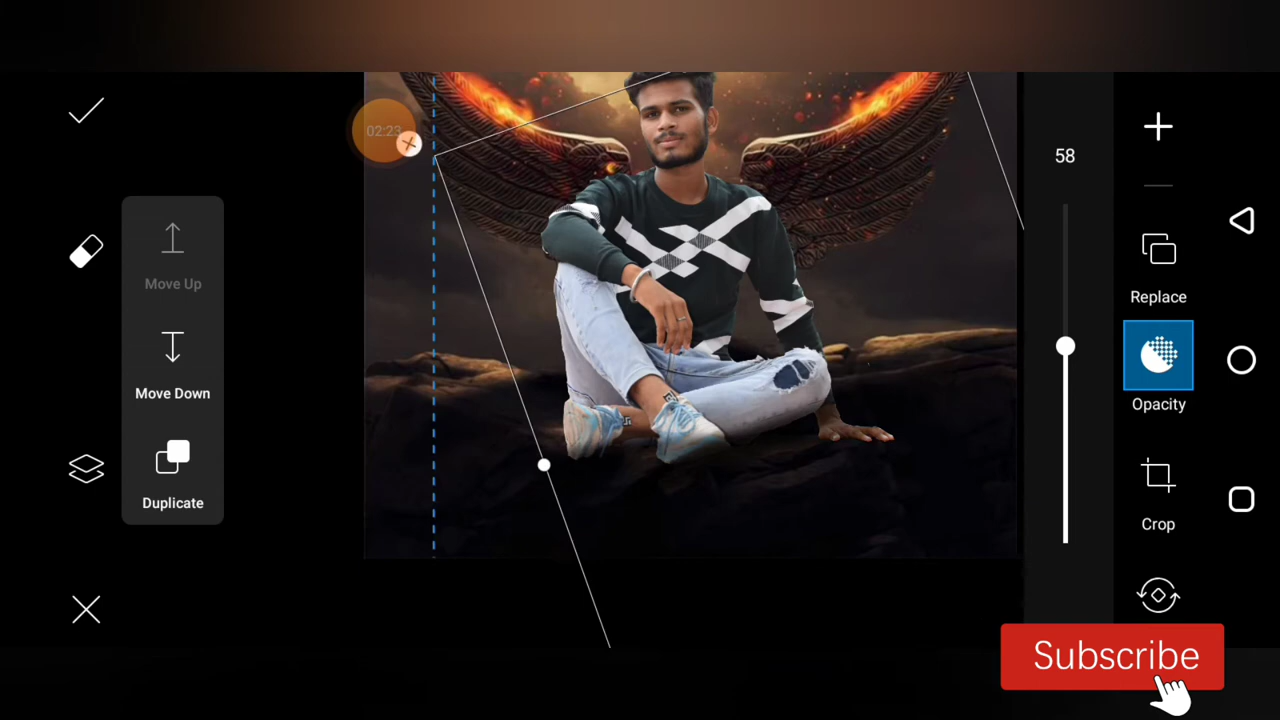 02:23
58
Move Up
Replace
Move Down
Opacity
Duplicate
Crop
Subscribe